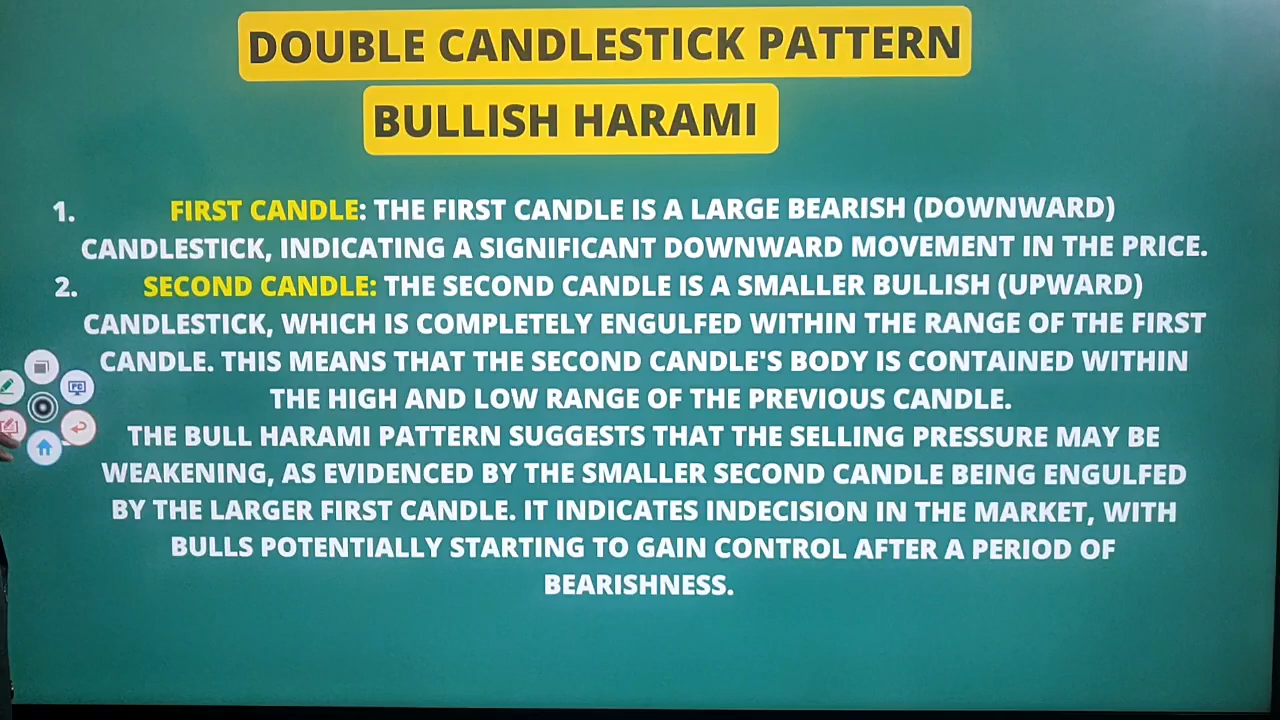 DOUBLE CANDLESTICK PATTERN
BULLISH HARAMI
1. FIRST CANDLE: THE FIRST CANDLE IS A LARGE BEARISH (DOWNWARD)
CANDLESTICK, INDICATING A SIGNIFICANT DOWNWARD MOVEMENT IN THE PRICE.
2. SECOND CANDLE: THE SECOND CANDLE IS A SMALLER BULLISH (UPWARD)
CANDLESTICK, WHICH IS COMPLETELY ENGULFED WITHIN THE RANGE OF THE FIRST
CANDLE. THIS MEANS THAT THE SECOND CANDLE'S BODY IS CONTAINED WITHIN
THE HIGH AND LOW RANGE OF THE PREVIOUS CANDLE.
PC
THE BULL HARAMI PATTERN SUGGESTS THAT THE SELLING PRESSURE MAY BE
WEAKENING, AS EVIDENCED BY THE SMALLER SECOND CANDLE BEING ENGULFED
BY THE LARGER FIRST CANDLE. IT INDICATES INDECISION IN THE MARKET, WITH
BULLS POTENTIALLY STARTING TO GAIN CONTROL AFTER A PERIOD OF
BEARISHNESS.